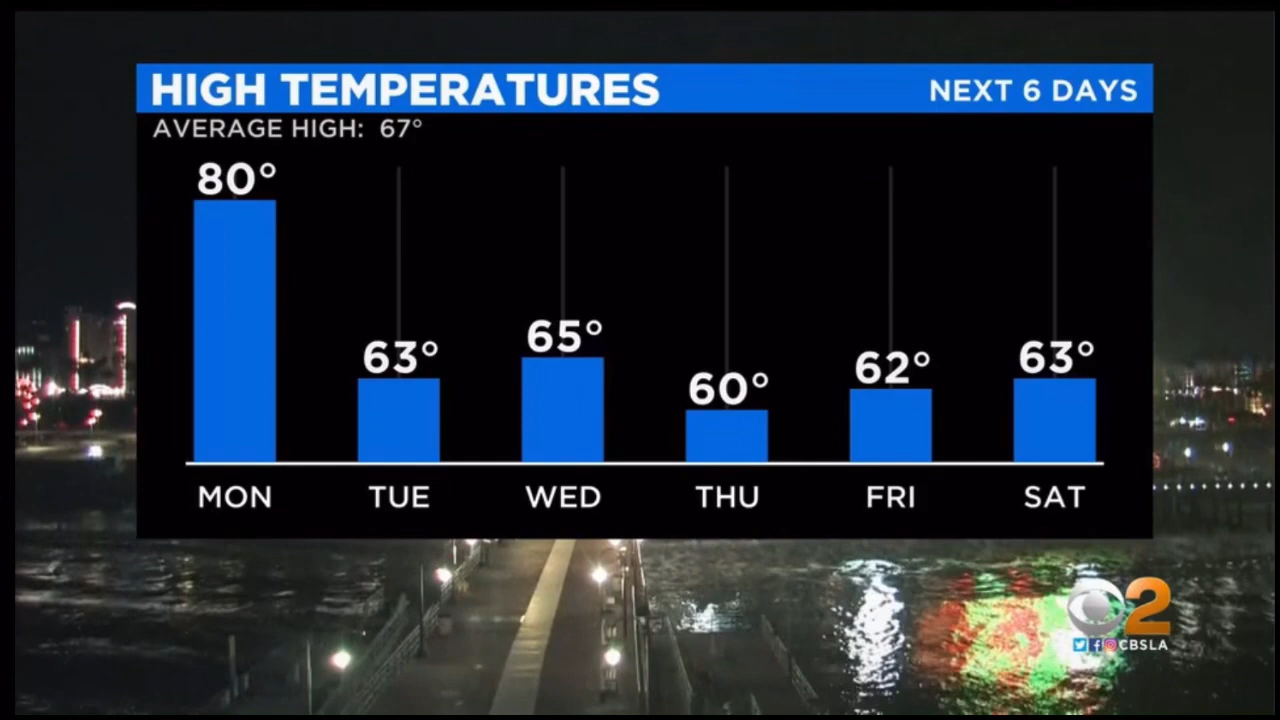 HIGH TEMPERATURES NEXT 6 DAYS
AVERAGE HIGH: 67°
80° 63° 65° 60° 62° 63°
MON TUE WED THU FRI SAT
2
CBSLA